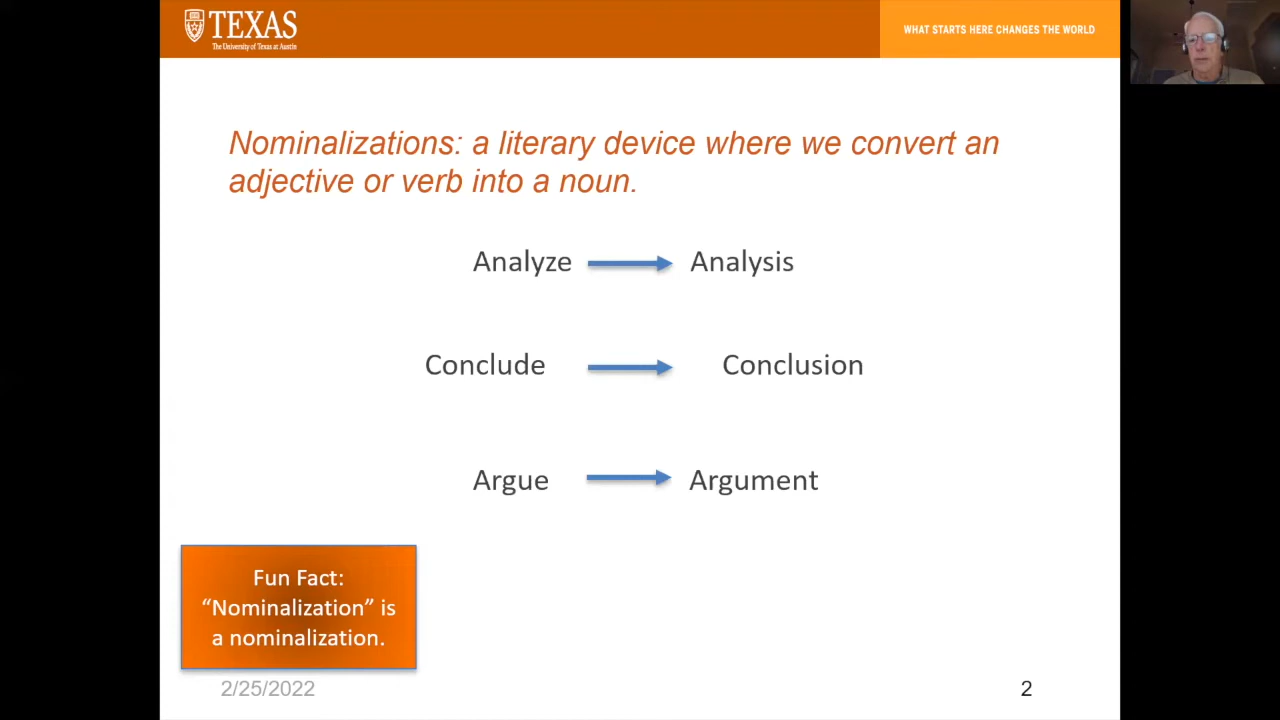 TEXAS
The University of Texas at Austin
WHAT STARTS HERE CHANGES THE WORLD
Nominalizations: a literary device where we convert an
adjective or verb into a noun.
Analyze Analysis
Conclude Conclusion
Argue Argument
Fun Fact:
“Nominalization” is
a nominalization.
2/25/2022
2